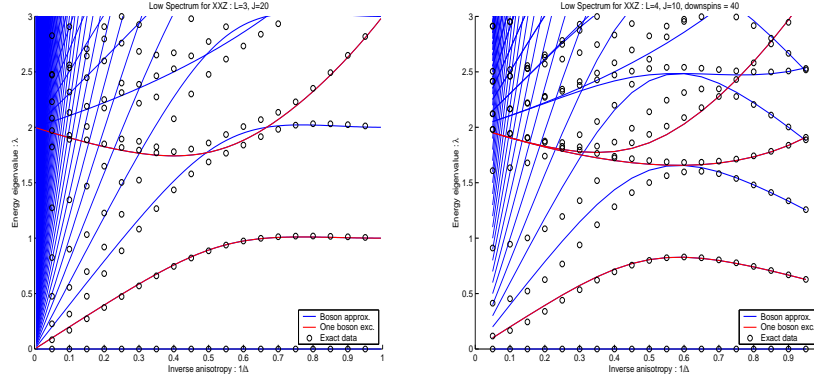 Low Spectrum for XXZ : L=3, J=20
Energy eigenvalue : λ
3
2.5
2
1.5
1
0.5
0
0 0.1 0.2 0.3 0.4 0.5 0.6 0.7 0.8 0.9 1
Inverse anisotropy : 1\Delta
Boson approx.
One boson exc.
Exact data
Low Spectrum for XXZ : L=4, J=10, downspins = 40
Energy eigenvalue : λ
3
2.5
2
1.5
1
0.5
0
0.1 0.2 0.3 0.4 0.5 0.6 0.7 0.8 0.9
Inverse anisotropy : 1\Delta
Boson approx.
One boson exc.
Exact data